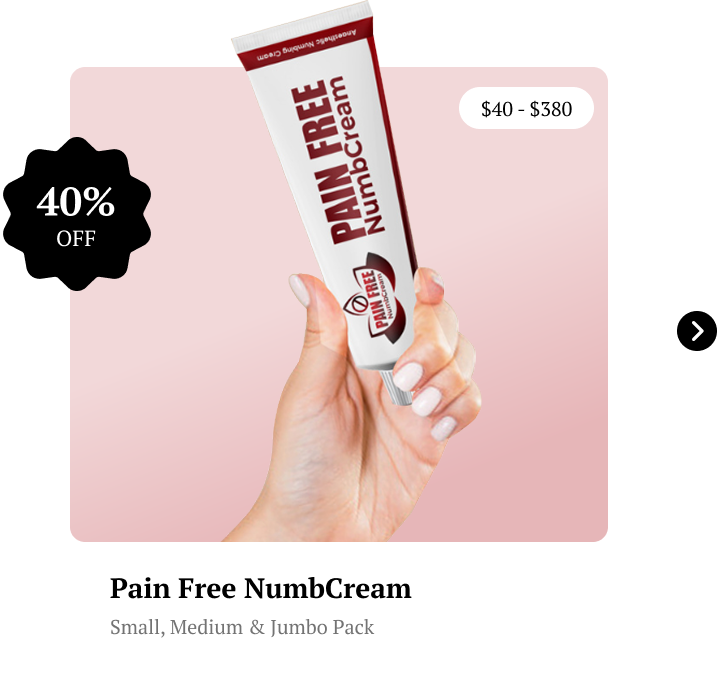 Anaesthetic Numbing Cream
$40 - $380
PAIN FREE
NumbCream
40%
OFF
PAIN FREE
NumbCream
Pain Free NumbCream
Small, Medium & Jumbo Pack